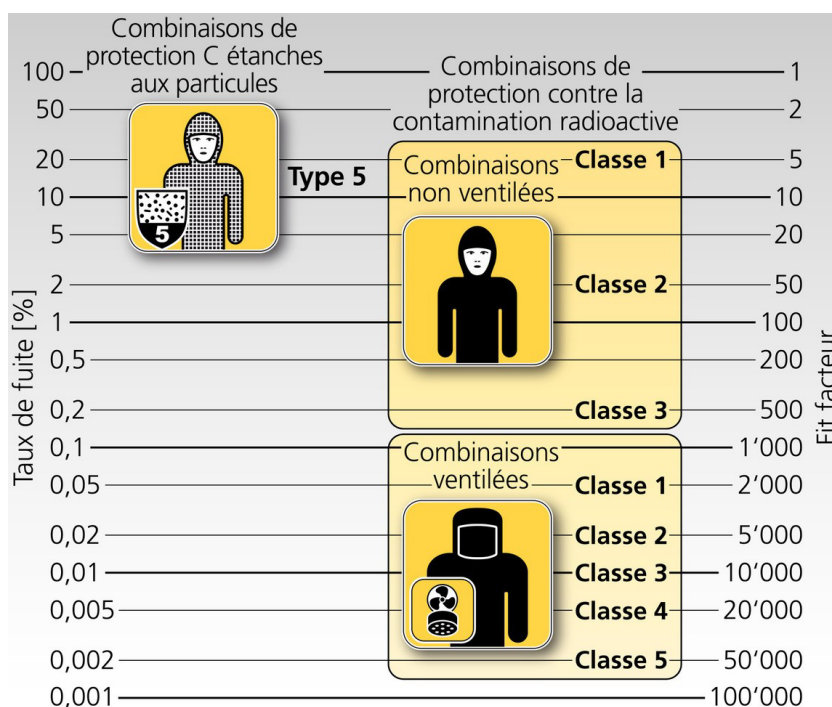 Combinaisons de
protection C étanches
aux particules
Combinaisons de
protection contre la
contamination radioactive
100
1
50
2
20
Combinaisons
Classe 1
5
Type 5
10
non ventilées
10
5
5
20
2
Classe 2
50
1
100
0,5
200
0,2
Classe 3
500
0,1
Combinaisons
1'000
0,05
ventilées
Classe 1
2‘000
0,02
Classe 2
5‘000
0,01
Classe 3
10‘000
0,005
Classe 4
20‘000
0,002
Classe 5
50‘000
0,001
100‘000
Taux de fuite [%]
Fit facteur